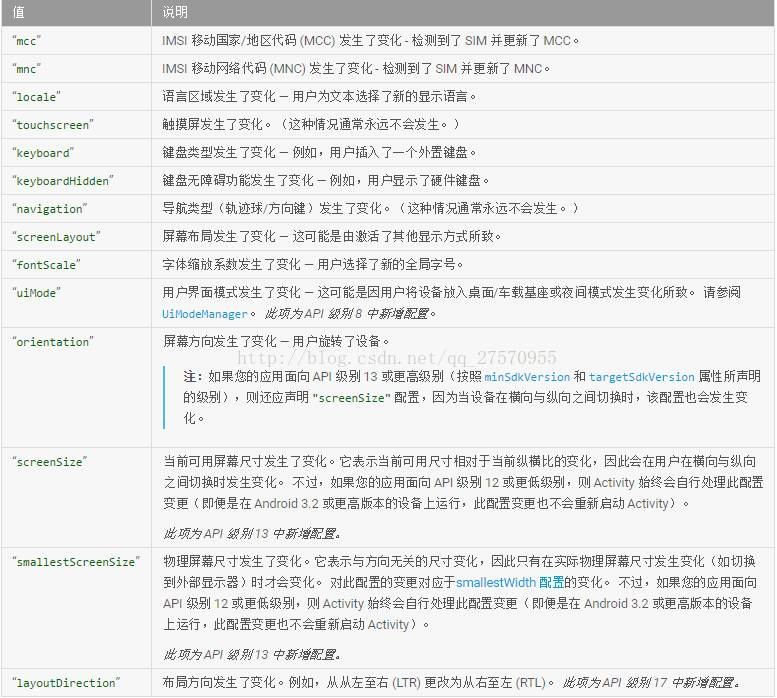 值 说明
“mcc” IMSI 移动国家/地区代码 (MCC) 发生了变化 - 检测到了 SIM 并更新了 MCC。
“mnc” IMSI 移动网络代码 (MNC) 发生了变化 - 检测到了 SIM 并更新了 MNC。
“locale” 语言区域发生了变化 — 用户为文本选择了新的显示语言。
“touchscreen” 触摸屏发生了变化。（这种情况通常永远不会发生。）
“keyboard” 键盘类型发生了变化 — 例如，用户插入了一个外置键盘。
“keyboardHidden” 键盘无障碍功能发生了变化 — 例如，用户显示了硬件键盘。
“navigation” 导航类型（轨迹球/方向键）发生了变化。（这种情况通常永远不会发生。）
“screenLayout” 屏幕布局发生了变化 — 这可能是由激活了其他显示方式所致。
“fontScale” 字体缩放系数发生了变化 — 用户选择了新的全局字号。
“uiMode” 用户界面模式发生了变化 — 这可能是因用户将设备放入桌面/车载基座或夜间模式发生变化所致。 请参阅
UiModeManager。 此项为 API 级别 8 中新增配置。
“orientation” 屏幕方向发生了变化 — 用户旋转了设备。
http://blog.csdn.net/qq_27570955
注：如果您的应用面向 API 级别 13 或更高级别（按照 minSdkVersion 和 targetSdkVersion 属性所声明
的级别），则还应声明 "screenSize" 配置，因为当设备在横向与纵向之间切换时，该配置也会发生变
化。
“screenSize” 当前可用屏幕尺寸发生了变化。它表示当前可用尺寸相对于当前纵横比的变化，因此会在用户在横向与纵向
之间切换时发生变化。 不过，如果您的应用面向 API 级别 12 或更低级别，则 Activity 始终会自行处理此配置
变更（即便是在 Android 3.2 或更高版本的设备上运行，此配置变更也不会重新启动 Activity）。
此项为 API 级别 13 中新增配置。
“smallestScreenSize” 物理屏幕尺寸发生了变化。它表示与方向无关的尺寸变化，因此只有在实际物理屏幕尺寸发生变化（如切换
到外部显示器）时才会变化。 对此配置的变更对应于smallestWidth 配置的变化。 不过，如果您的应用面向
API 级别 12 或更低级别，则 Activity 始终会自行处理此配置变更（即便是在 Android 3.2 或更高版本的设备
上运行，此配置变更也不会重新启动 Activity）。
此项为 API 级别 13 中新增配置。
“layoutDirection” 布局方向发生了变化。例如，从从左至右 (LTR) 更改为从右至左 (RTL)。 此项为 API 级别 17 中新增配置。